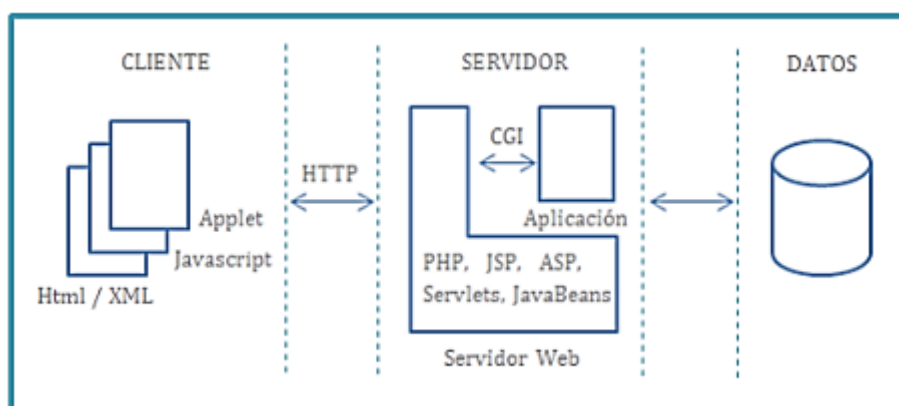 CLIENTE
SERVIDOR
DATOS
HTTP
CGI
Applet
Javascript
Html / XML
Aplicación
PHP, JSP, ASP,
Servlets, JavaBeans
Servidor Web